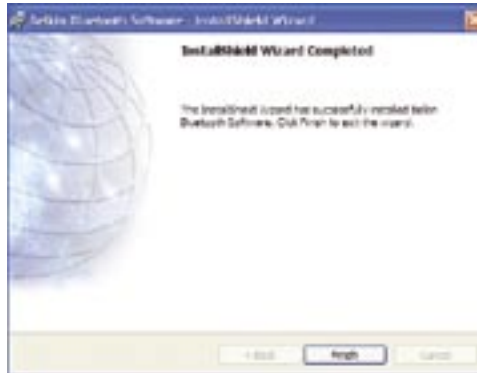 Belkin Bluetooth Software - InstallShield Wizard
InstallShield Wizard Completed
The InstallShield Wizard has successfully installed Belkin
Bluetooth Software. Click Finish to exit the wizard.
< Back
Finish
Cancel